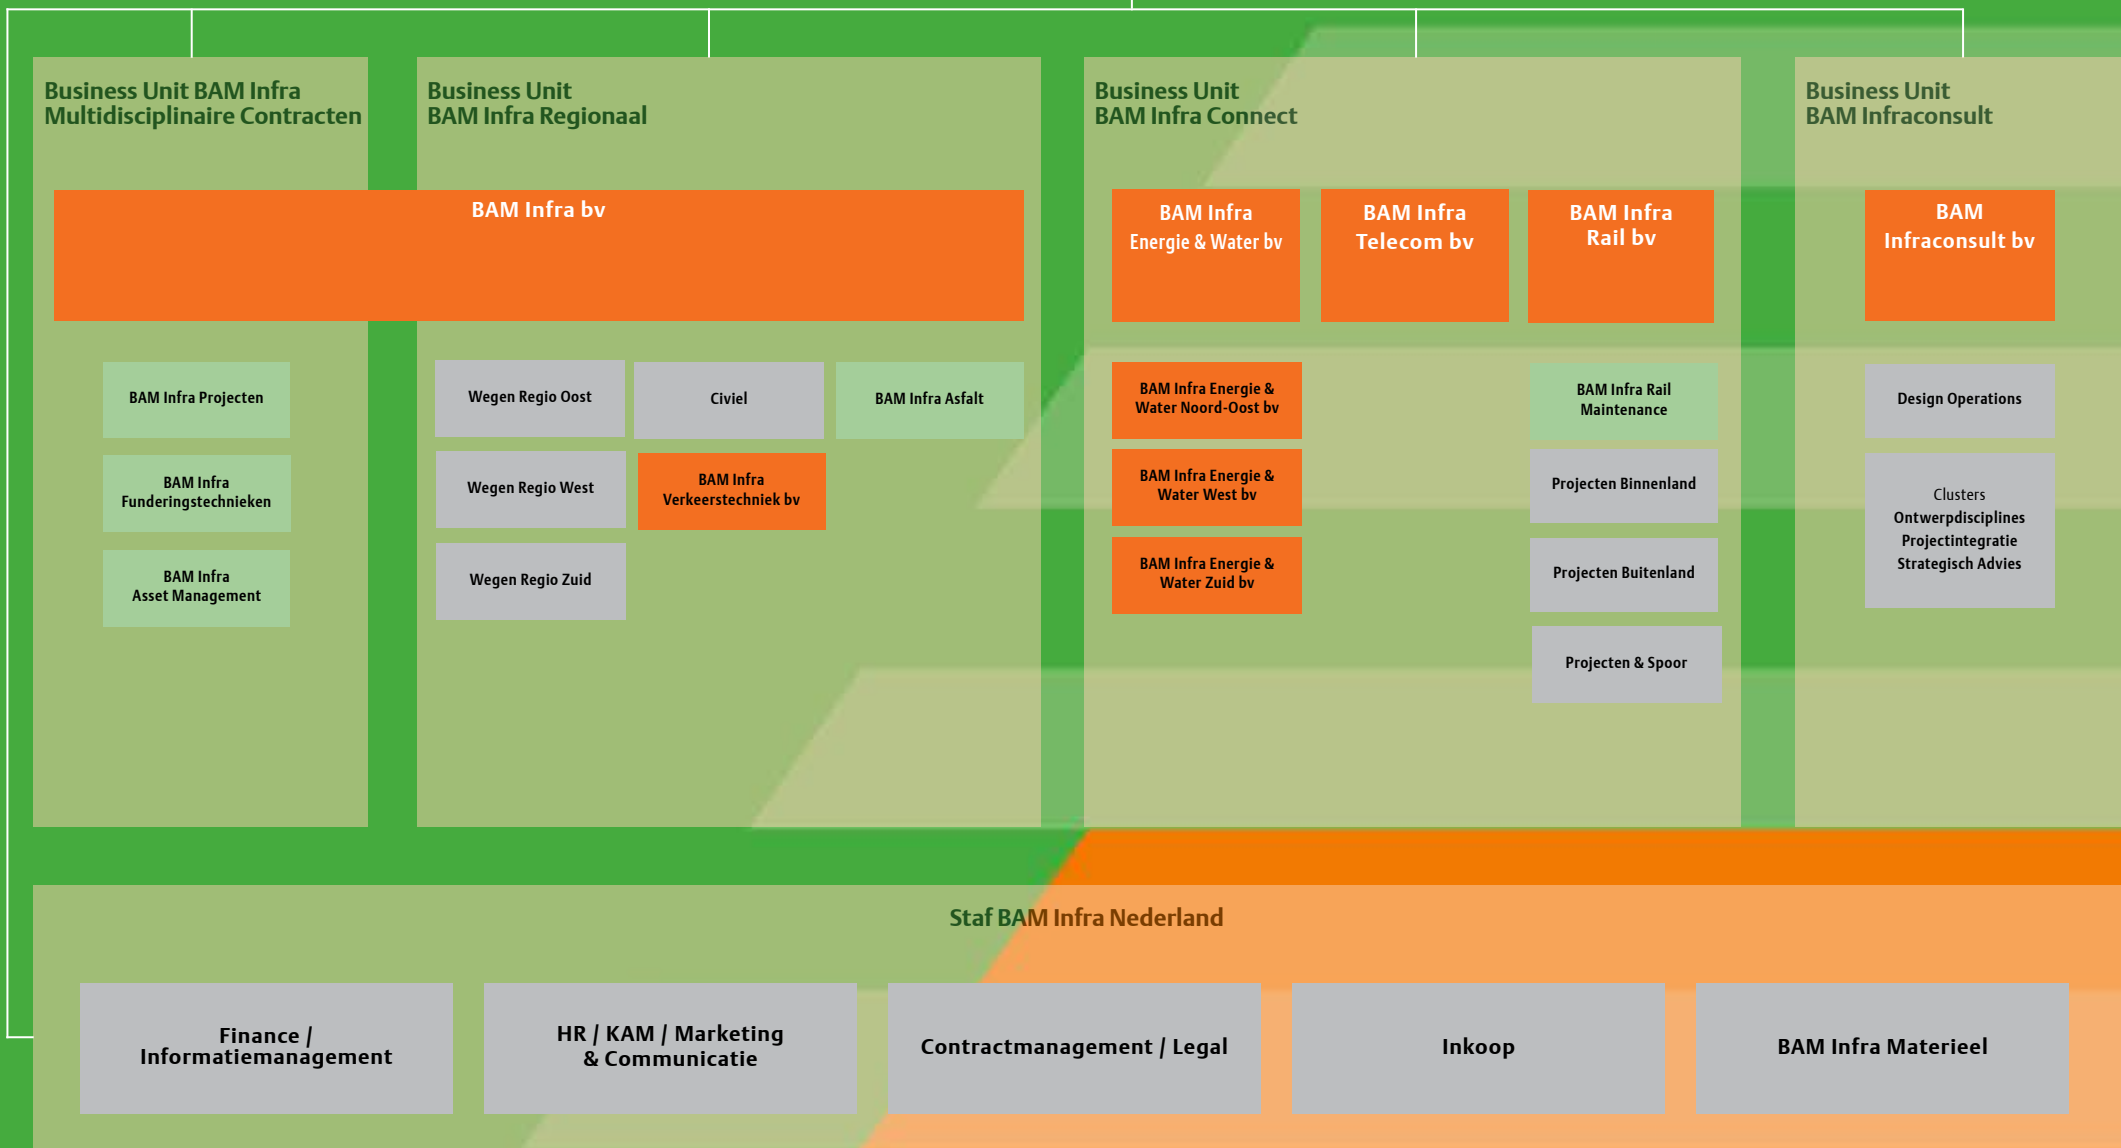 Business Unit BAM Infra
Multidisciplinaire Contracten
Business Unit
BAM Infra Regionaal
Business Unit
BAM Infra Connect
Business Unit
BAM Infraconsult
BAM Infra bv
BAM Infra
Energie & Water bv
BAM Infra
Telecom bv
BAM Infra
Rail bv
BAM
Infraconsult bv
BAM Infra Projecten
BAM Infra
Funderingstechnieken
BAM Infra
Asset Management
Wegen Regio Oost
Wegen Regio West
Wegen Regio Zuid
Civiel
BAM Infra
Verkeerstechniek bv
BAM Infra Asfalt
BAM Infra Energie &
Water Noord-Oost bv
BAM Infra Energie &
Water West bv
BAM Infra Energie &
Water Zuid bv
BAM Infra Rail
Maintenance
Projecten Binnenland
Projecten Buitenland
Projecten & Spoor
Design Operations
Clusters
Ontwerpdisciplines
Projectintegratie
Strategisch Advies
Staf BAM Infra Nederland
Finance /
Informatiemanagement
HR / KAM / Marketing
& Communicatie
Contractmanagement / Legal
Inkoop
BAM Infra Materieel